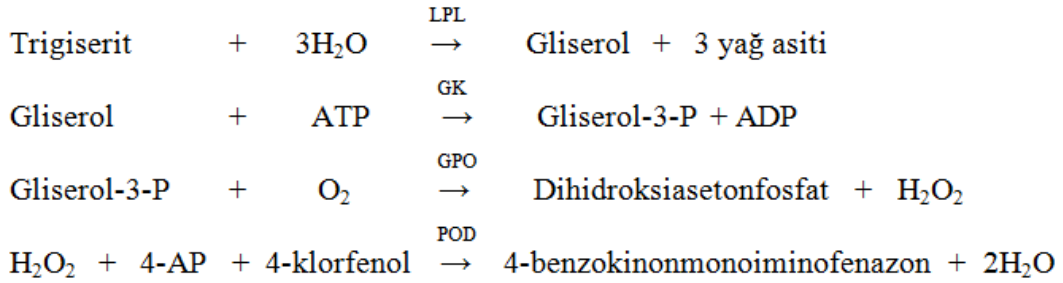 LPL
Trigiserit + 3H₂O → Gliserol + 3 yağ asiti
GK
Gliserol + ATP → Gliserol-3-P + ADP
GPO
Gliserol-3-P + O₂ → Dihidroksiasetonfosfat + H₂O₂
POD
H₂O₂ + 4-AP + 4-klorfenol → 4-benzokinonmonoiminofenazon + 2H₂O